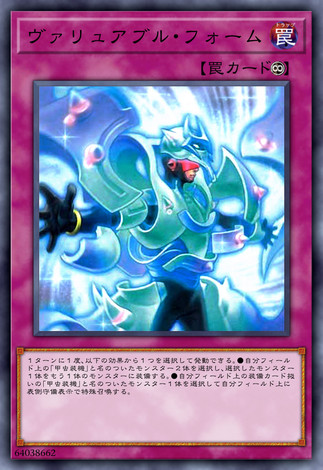 ヴァリュアブル・フォーム
トラップ
罠
【罠カード】
1ターンに1度、以下の効果から1つを選択して発動できる。●自分フィー
ルド上の「甲虫装機」と名のついたモンスター2体を選択し、選択したモンスタ
ー1体をもう1体のモンスターに装備する。●自分フィールド上の装備カード扱
いの「甲虫装機」と名のついたモンスター1体を選択して自分フィールド上に
表側守備表示で特殊召喚する。
64038662